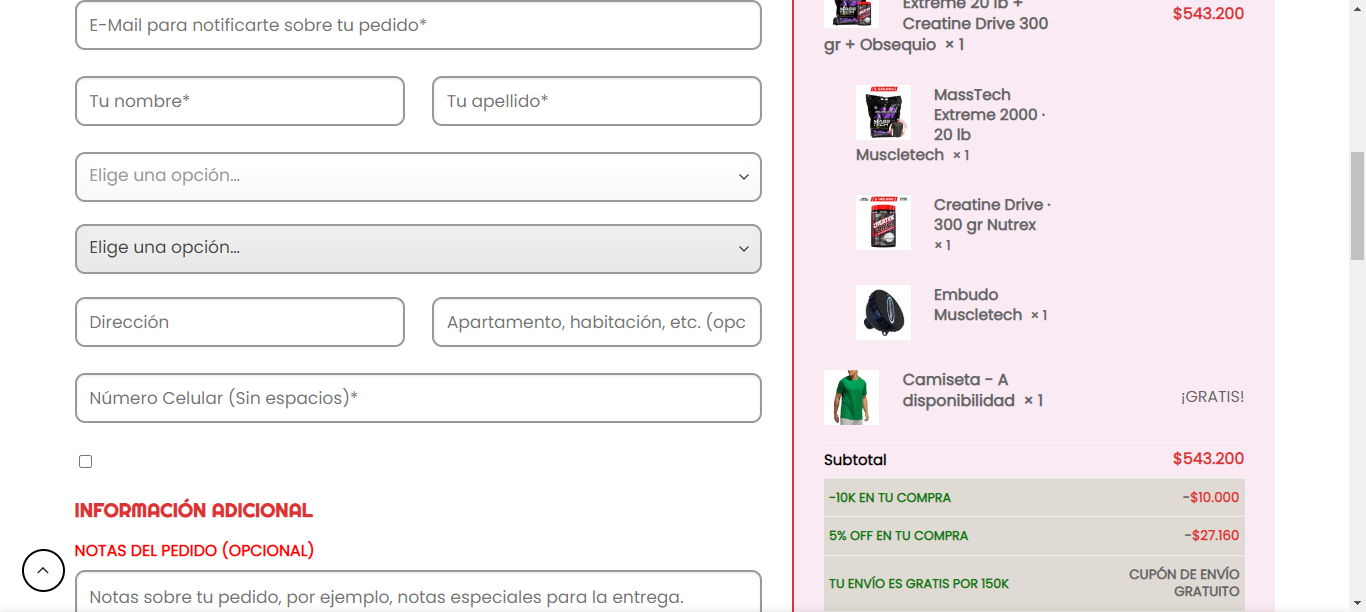 E-Mail para notificarte sobre tu pedido*
Tu nombre*
Tu apellido*
Elige una opción...
Elige una opción...
Dirección
Apartamento, habitación, etc. (opc
Número Celular (Sin espacios)*
INFORMACIÓN ADICIONAL
NOTAS DEL PEDIDO (OPCIONAL)
Notas sobre tu pedido, por ejemplo, notas especiales para la entrega.
Extreme 20 lb +
Creatine Drive 300
gr + Obsequio × 1
$543.200
MassTech
Extreme 2000 ·
20 lb
Muscletech × 1
Creatine Drive ·
300 gr Nutrex
× 1
Embudo
Muscletech × 1
Camiseta - A
disponibilidad × 1
¡GRATIS!
Subtotal
$543.200
-10K EN TU COMPRA
-$10.000
5% OFF EN TU COMPRA
-$27.160
TU ENVÍO ES GRATIS POR 150K
CUPÓN DE ENVÍO
GRATUITO